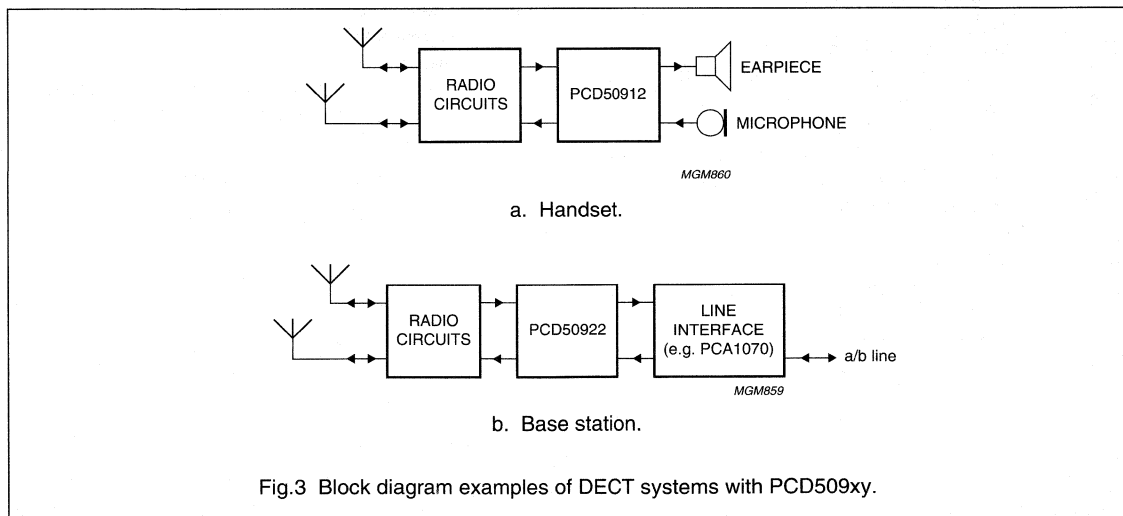 RADIO
CIRCUITS
PCD50912
EARPIECE
MICROPHONE
MGM860
a. Handset.
RADIO
CIRCUITS
PCD50922
LINE
INTERFACE
(e.g. PCA1070)
a/b line
MGM859
b. Base station.
Fig.3 Block diagram examples of DECT systems with PCD509xy.